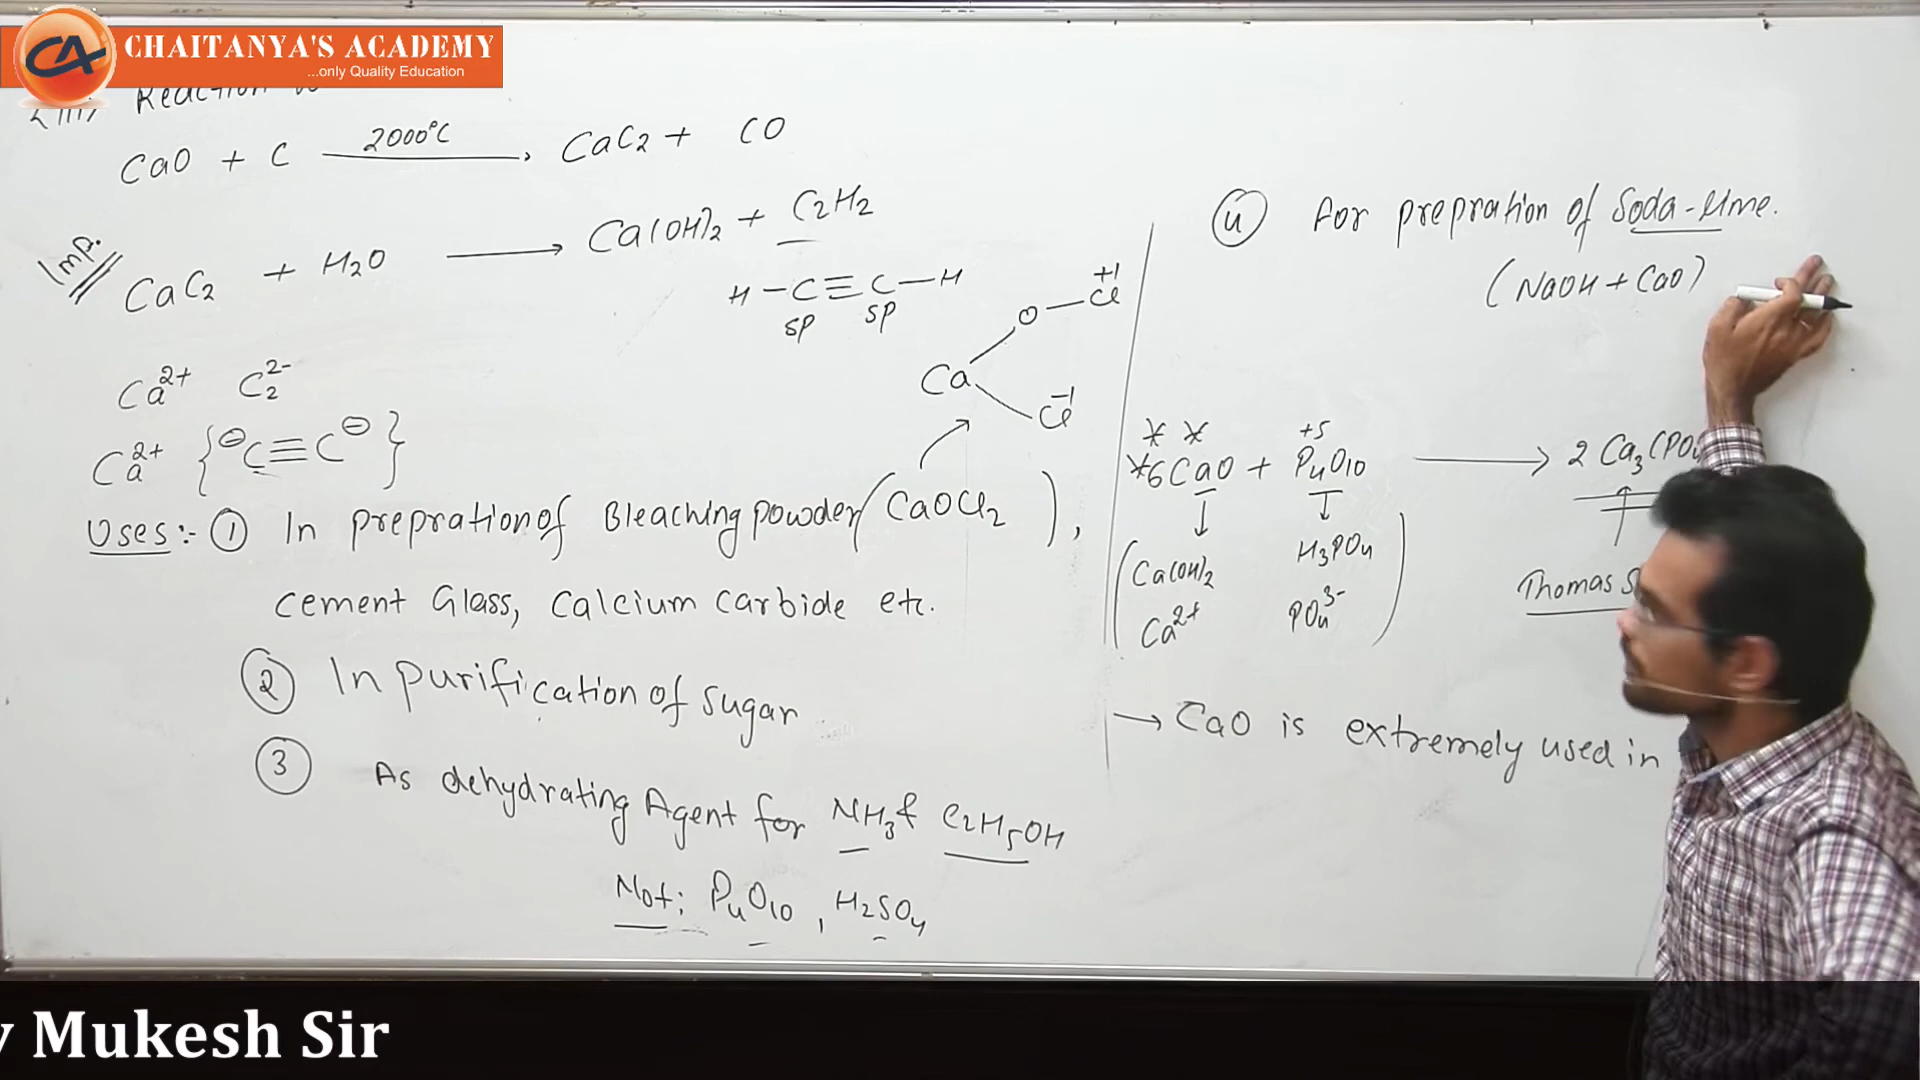 CHAITANYA'S ACADEMY
...only Quality Education
Reaction
CaO + C 2000°C → CaC2 + CO
Imp.
CaC2 + H2O → Ca(OH)2 + C2H2
H-C≡C-H
sp sp
Ca²⁺ C2²⁻
Ca²⁺ {⊖C≡C⊖}
Ca O-Cl +1
Cl -1
Uses :- ① In prepration of Bleaching powder (CaOCl2),
cement Glass, calcium carbide etc.
② In purification of sugar
③ As dehydrating Agent for NH3 & C2H5OH
Not; P4O10, H2SO4
④ for prepration of Soda-lime.
(NaOH + CaO)
* *
+5
*6CaO + P4O10 → 2 Ca3(PO4
↓ ↓
(Ca(OH)2 H3PO4
Ca²⁺ PO4³⁻)
Thomas S
→ CaO is extremely used in
Mukesh Sir